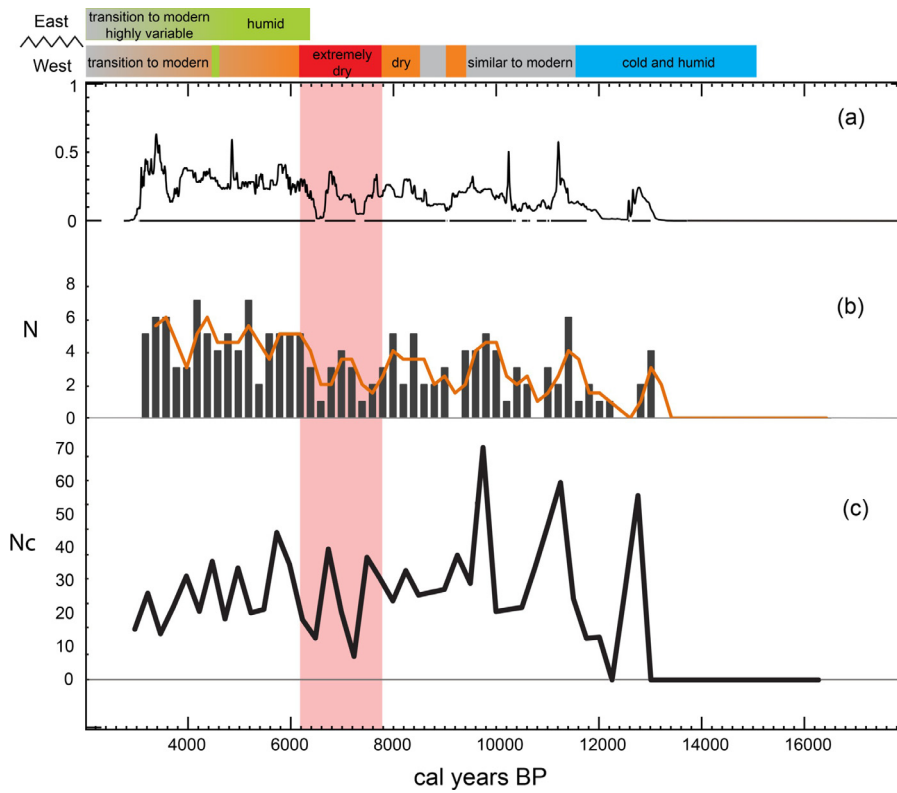 East
transition to modern
highly variable
humid
West
transition to modern
extremely
dry
dry
similar to modern
cold and humid
(a)
0.5
0
(b)
8
6
4
2
0
N
(c)
70
60
50
40
30
20
10
0
Nc
4000 6000 8000 10000 12000 14000 16000
cal years BP